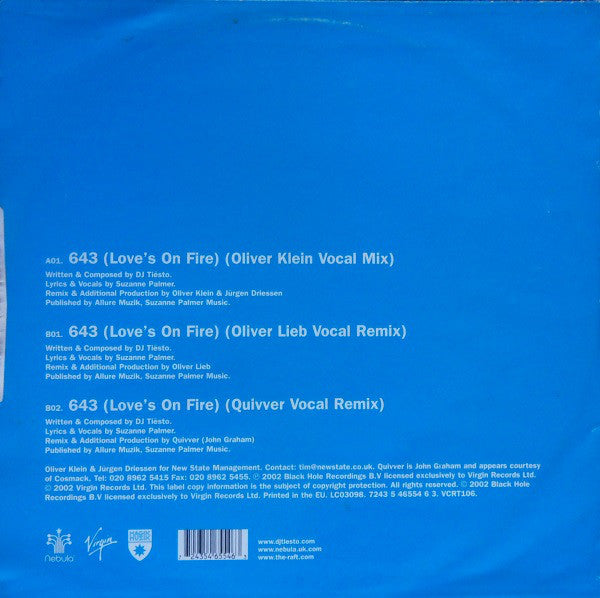 A01. 643 (Love's On Fire) (Oliver Klein Vocal Mix)
Written & Composed by DJ Tiësto.
Lyrics & Vocals by Suzanne Palmer.
Remix & Additional Production by Oliver Klein & Jürgen Driessen
Published by Allure Muzik, Suzanne Palmer Music.
B01. 643 (Love's On Fire) (Oliver Lieb Vocal Remix)
Written & Composed by DJ Tiësto.
Lyrics & Vocals by Suzanne Palmer.
Remix & Additional Production by Oliver Lieb
Published by Allure Muzik, Suzanne Palmer Music.
B02. 643 (Love's On Fire) (Quivver Vocal Remix)
Written & Composed by DJ Tiësto.
Lyrics & Vocals by Suzanne Palmer.
Remix & Additional Production by Quivver (John Graham)
Published by Allure Muzik, Suzanne Palmer Music.
Oliver Klein & Jürgen Driessen for New State Management. Contact: tim@newstate.co.uk. Quivver is John Graham and appears courtesy
of Cosmack. Tel: 020 8962 5415 Fax: 020 8962 5455. ℗ 2002 Black Hole Recordings B.V licensed exclusively to Virgin Records Ltd.
© 2002 Virgin Records Ltd. This label copy information is the subject of copyright protection. All rights reserved. © 2002 Black Hole
Recordings B.V licensed exclusively to Virgin Records Ltd. Printed in the EU. LC03098. 7243 5 46554 6 3. VCRT106.
nebula
Virgin
www.djtiesto.com
www.nebula.uk.com
www.the-raft.com